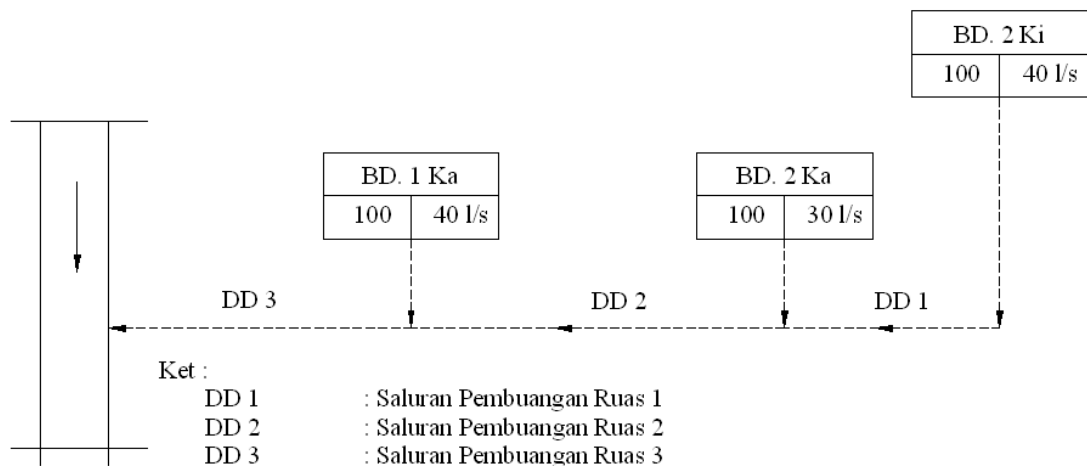 BD. 2 Ki
100 40 l/s
BD. 1 Ka
100 40 l/s
BD. 2 Ka
100 30 l/s
DD 3 DD 2 DD 1
Ket :
DD 1 : Saluran Pembuangan Ruas 1
DD 2 : Saluran Pembuangan Ruas 2
DD 3 : Saluran Pembuangan Ruas 3